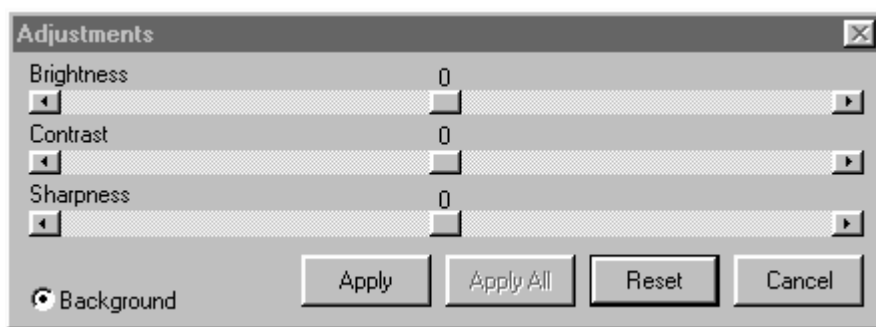 Adjustments
Brightness
0
Contrast
0
Sharpness
0
Apply Apply All Reset Cancel
Background